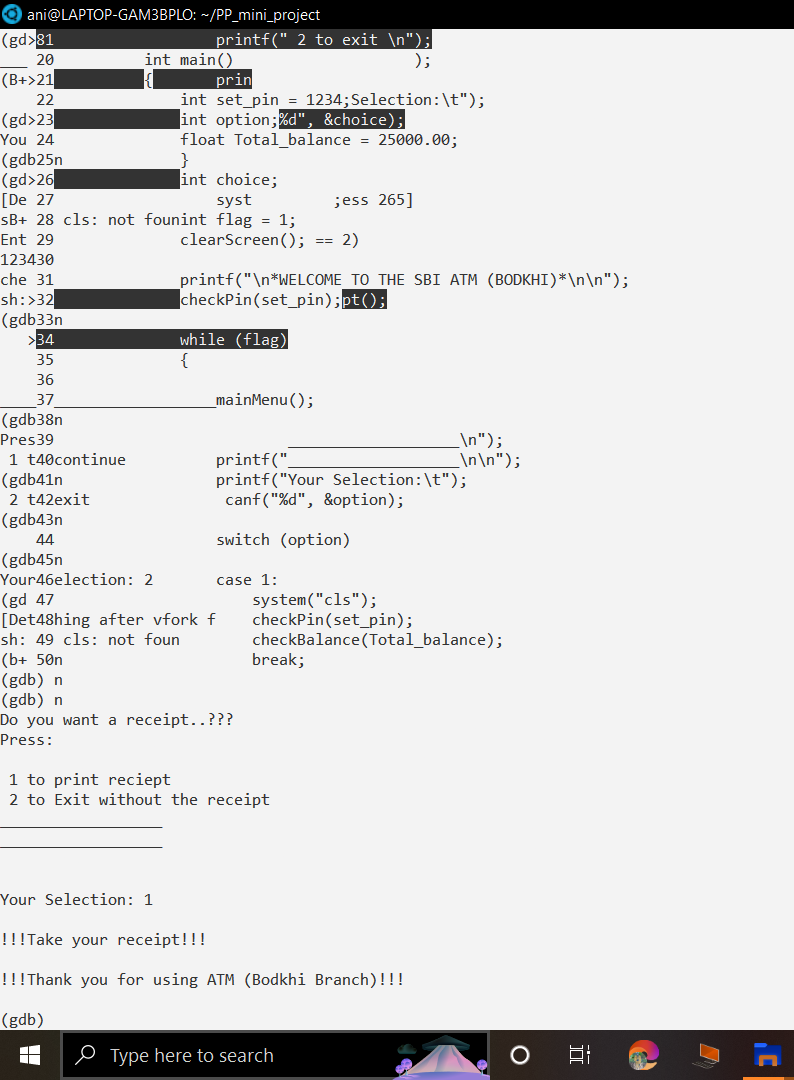 ani@LAPTOP-GAM3BPLO: ~/PP_mini_project
(gd>81 printf(" 2 to exit \n");
___ 20 int main() );
(B+>21 { prin
22 int set_pin = 1234;Selection:\t");
(gd>23 int option;%d", &choice);
You 24 float Total_balance = 25000.00;
(gdb25n }
(gd>26 int choice;
[De 27 syst ;ess 265]
sB+ 28 cls: not founint flag = 1;
Ent 29 clearScreen(); == 2)
123430
che 31 printf("\n*WELCOME TO THE SBI ATM (BODKHI)*\n\n");
sh:>32 checkPin(set_pin);pt();
(gdb33n
>34 while (flag)
35 {
36
____37__________________mainMenu();
(gdb38n
Pres39 ___________________\n");
1 t40continue printf("___________________\n\n");
(gdb41n printf("Your Selection:\t");
2 t42exit canf("%d", &option);
(gdb43n
44 switch (option)
(gdb45n
Your46election: 2 case 1:
(gd 47 system("cls");
[Det48hing after vfork f checkPin(set_pin);
sh: 49 cls: not foun checkBalance(Total_balance);
(b+ 50n break;
(gdb) n
(gdb) n
Do you want a receipt..???
Press:
1 to print reciept
2 to Exit without the receipt
__________________
__________________
Your Selection: 1
!!!Take your receipt!!!
!!!Thank you for using ATM (Bodkhi Branch)!!!
(gdb)
Type here to search